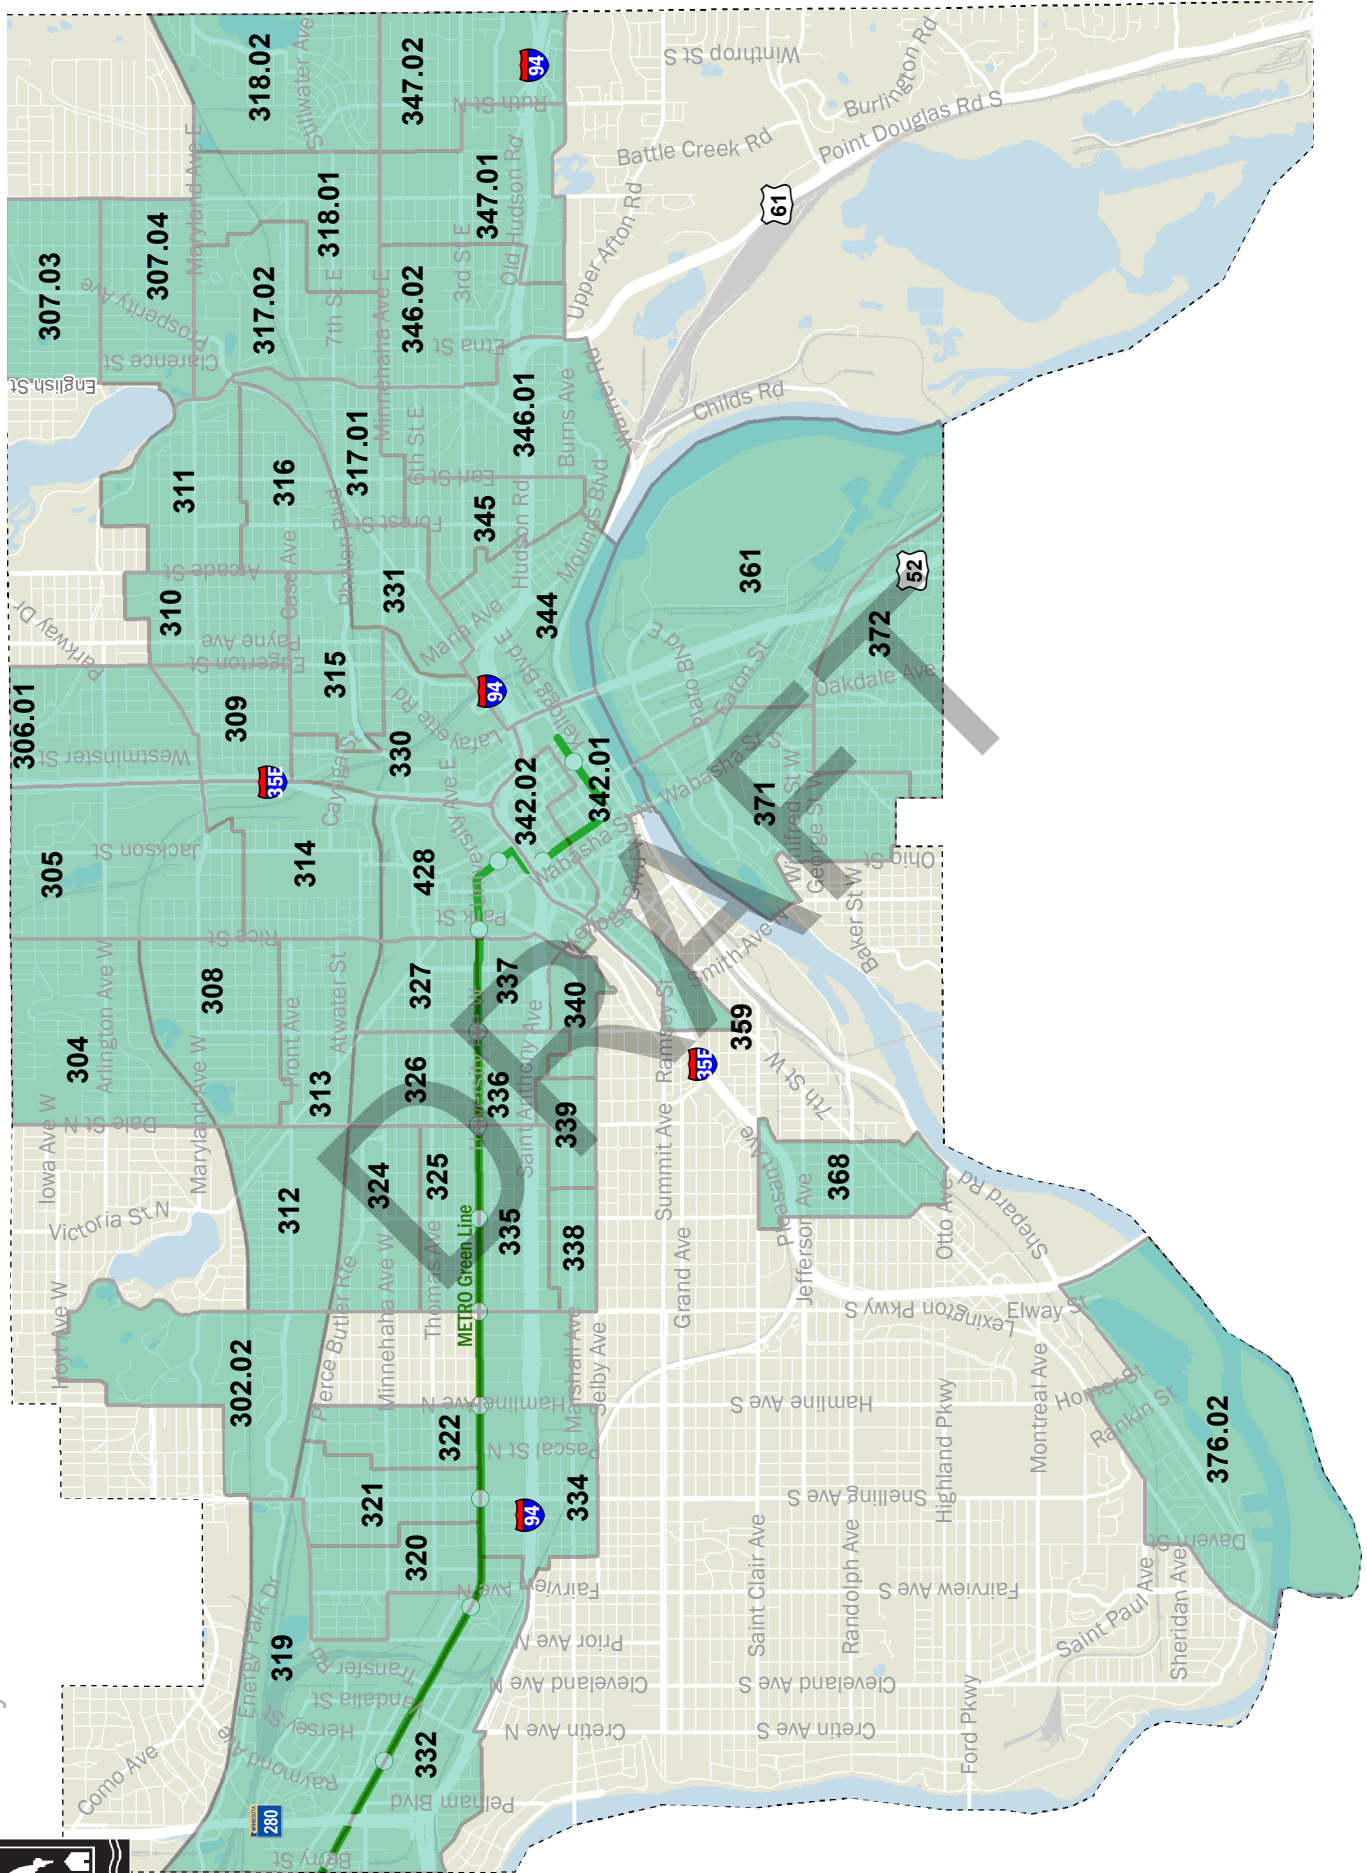 318.02
Stillwater Ave
347.02
94
Ruth St N
Winthrop St S
Burlington Rd
Point Douglas Rd S
Battle Creek Rd
61
Maryland Ave E
307.03
307.04
Prosperity Ave
Clarence St
English St
317.02
318.01
7th St E
Minnehaha Ave E
346.02
3rd St E
347.01
Old Hudson Rd
Upper Afton Rd
Etna St
346.01
Burns Ave
Warner Rd
Childs Rd
311
316
317.01
6th St E
Earl St
345
Hudson Rd
Mounds Blvd
Forest St
Phalen Blvd
Case Ave
Arcade St
310
Payne Ave
Edgerton St
Parkway Dr
331
Maria Ave
344
Kellogg Blvd E
361
52
372
Oakdale Ave
Plato Blvd E
Eaton St
306.01
Westminster St
309
315
Cayuga St
330
Lafayette Rd
94
35E
University Ave E
342.02
342.01
Wabasha St N
Wabasha St S
371
Winifred St W
George St W
Ohio St
Baker St W
305
Jackson St
314
428
Park St
Rice St
Kellogg Blvd W
Smith Ave N
304
Arlington Ave W
308
Front Ave
Atwater St
327
337
340
Ramsey St
359
35E
7th St W
Iowa Ave W
Dale St N
Maryland Ave W
313
326
University Ave W
336
Saint Anthony Ave
339
Summit Ave
Pleasant Ave
368
Jefferson Ave
Otto Ave
Shepard Rd
Victoria St N
312
324
325
335
338
Thomas Ave
METRO Green Line
Grand Ave
Hoyt Ave W
302.02
Pierce Butler Rte
Minnehaha Ave W
Hamline Ave N
Marshall Ave
Selby Ave
Lexington Pkwy S
Elway St
Homer St
Rankin St
Montreal Ave
Hamline Ave S
Highland Pkwy
376.02
322
Pascal St N
321
320
94
334
Snelling Ave S
Davern St
Saint Clair Ave
Randolph Ave
Fairview Ave N
Fairview Ave S
Saint Paul Ave
Sheridan Ave
Energy Park Dr
319
Transfer Rd
Vandalia St
Hersey St
Raymond Ave
Prior Ave N
Cleveland Ave N
Cleveland Ave S
Cretin Ave N
Cretin Ave S
Ford Pkwy
Como Ave
332
Pelham Blvd
MINNESOTA
280
Berry St
DRAFT